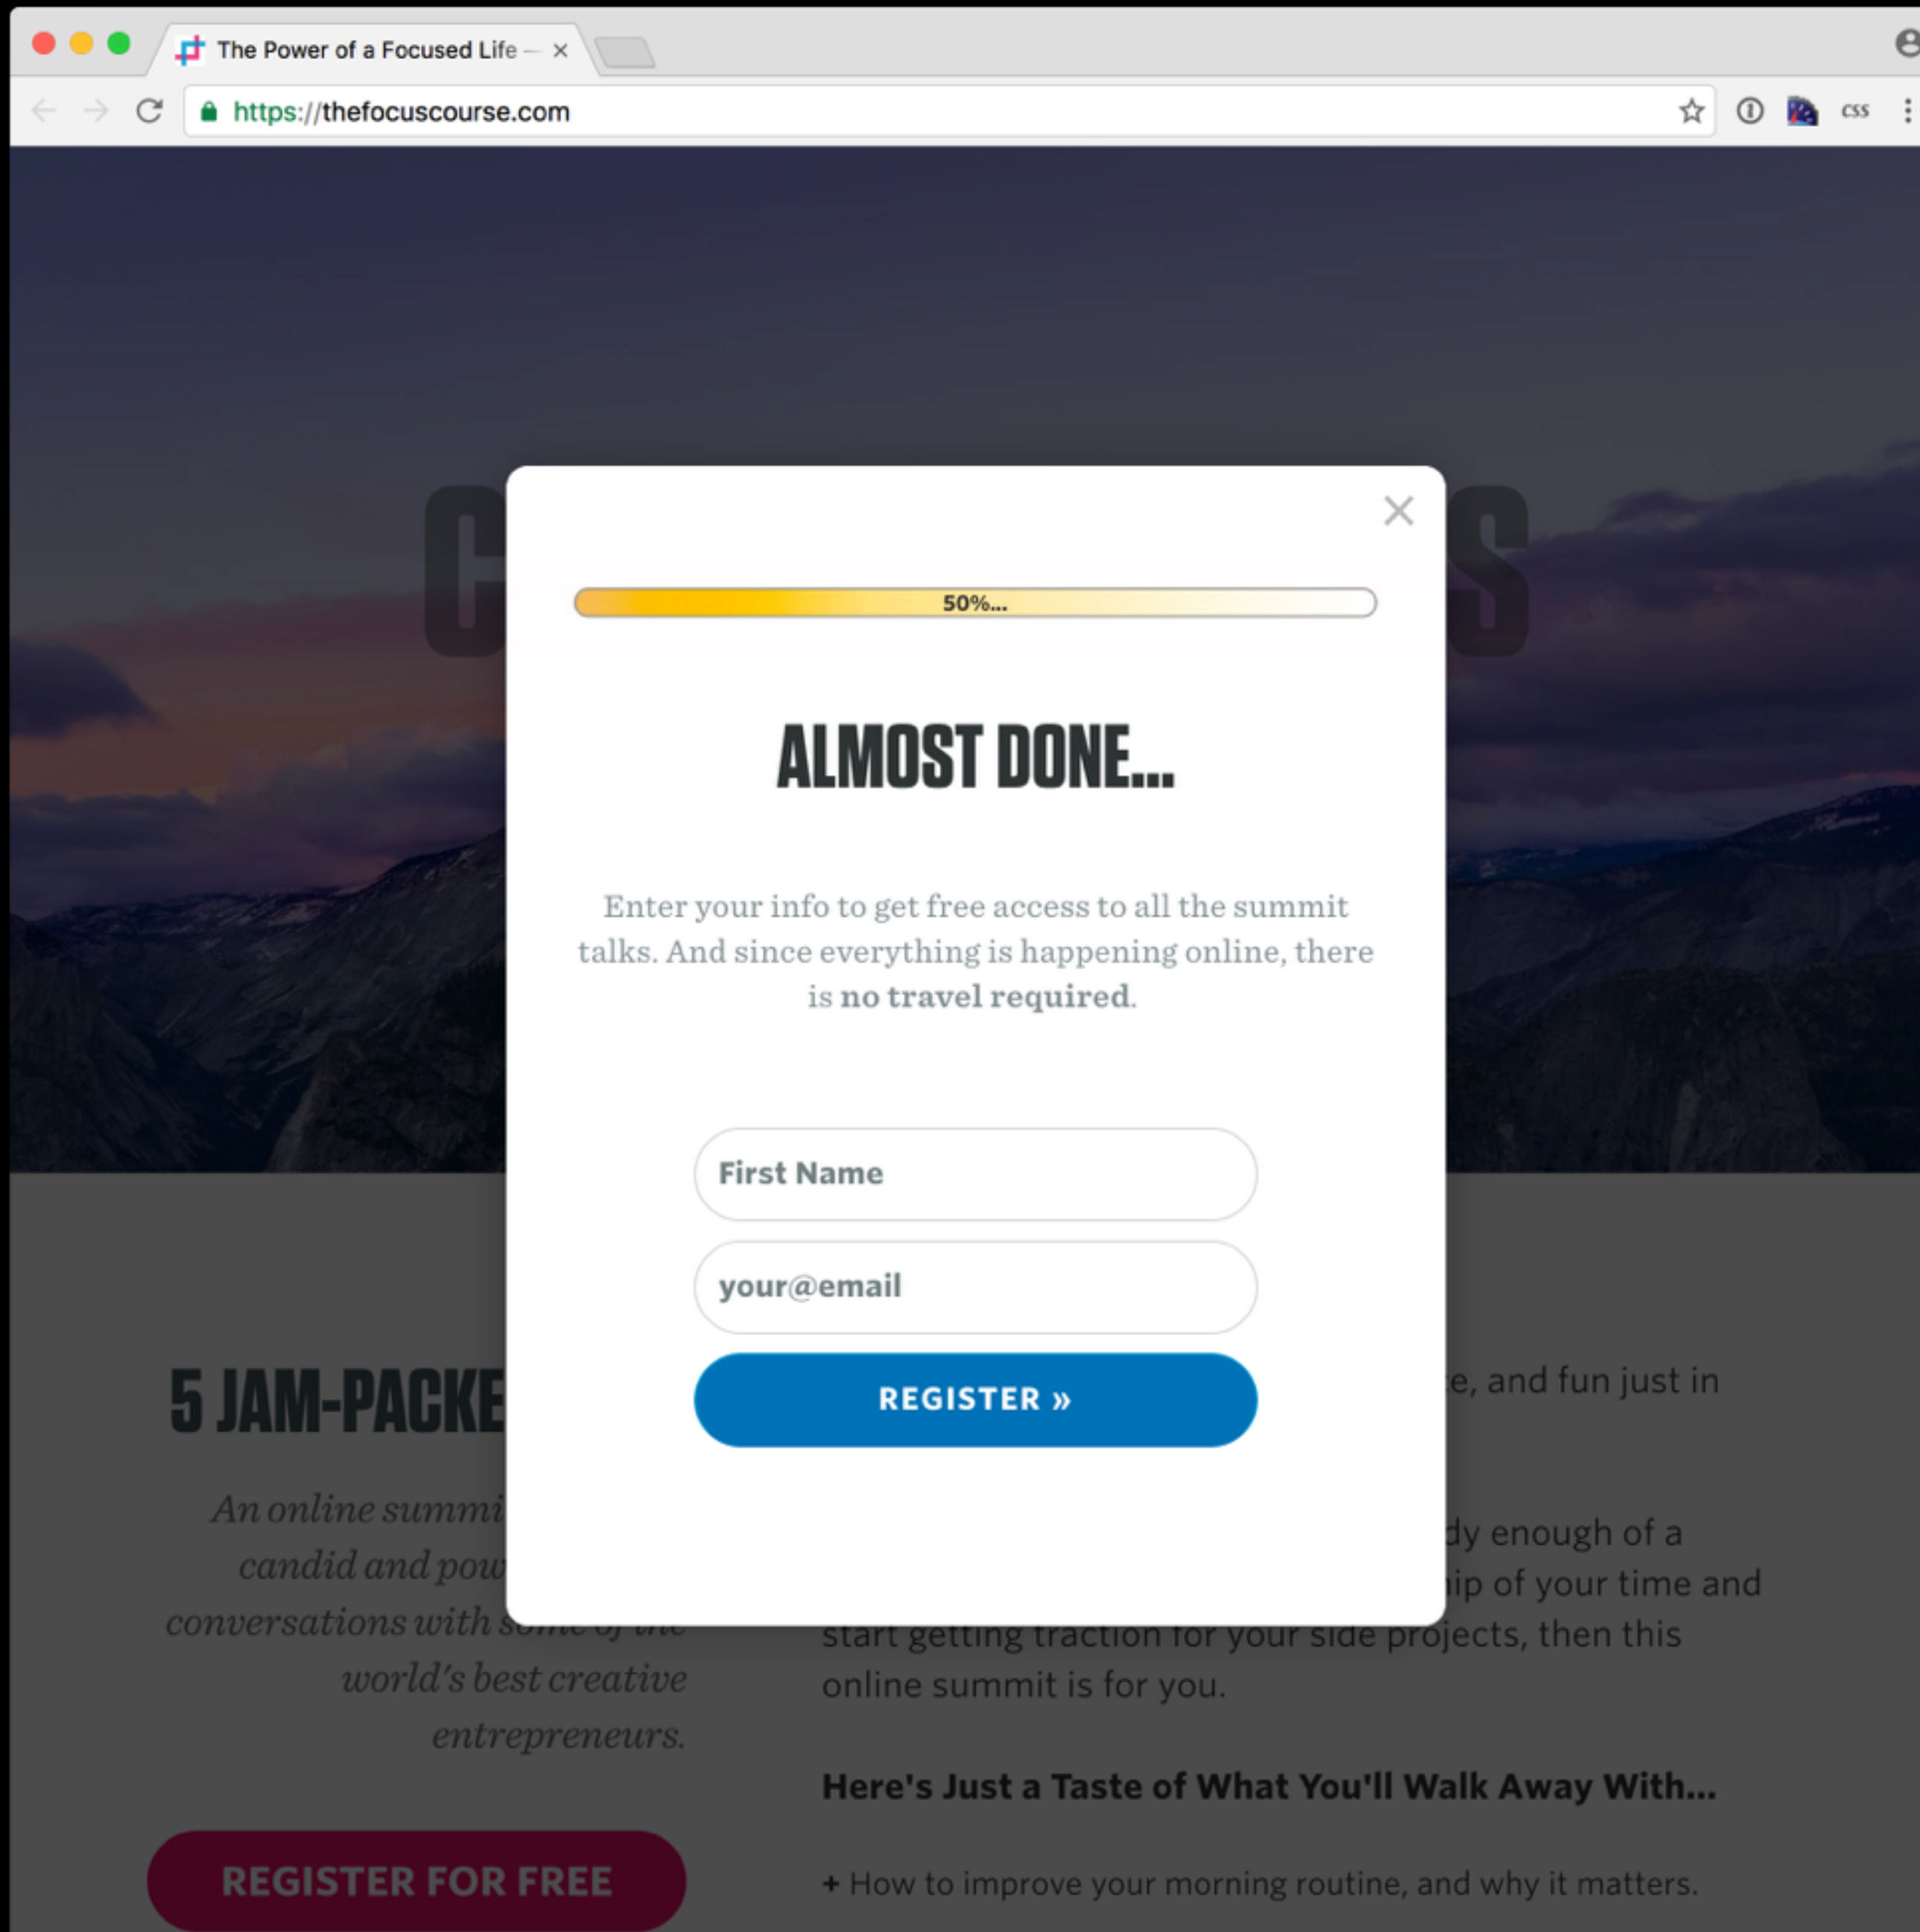 The Power of a Focused Life —
https://thefocuscourse.com
css
C S
50%...
ALMOST DONE...
Enter your info to get free access to all the summit
talks. And since everything is happening online, there
is no travel required.
First Name
your@email
REGISTER »
5 JAM-PACKE
An online summi
candid and pow
conversations with some of the
world's best creative
entrepreneurs.
REGISTER FOR FREE
e, and fun just in
dy enough of a
ip of your time and
start getting traction for your side projects, then this
online summit is for you.
Here's Just a Taste of What You'll Walk Away With...
+ How to improve your morning routine, and why it matters.